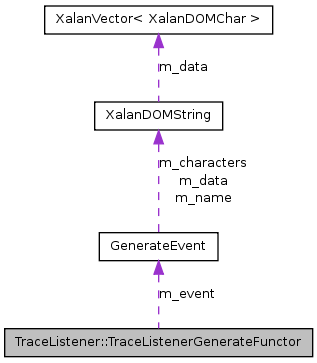 XalanVector< XalanDOMChar >
m_data
XalanDOMString
m_characters
m_data
m_name
GenerateEvent
m_event
TraceListener::TraceListenerGenerateFunctor